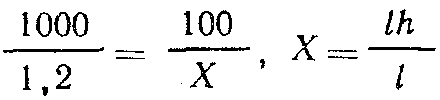 1000/1,2 = 100/X, X = lh/l